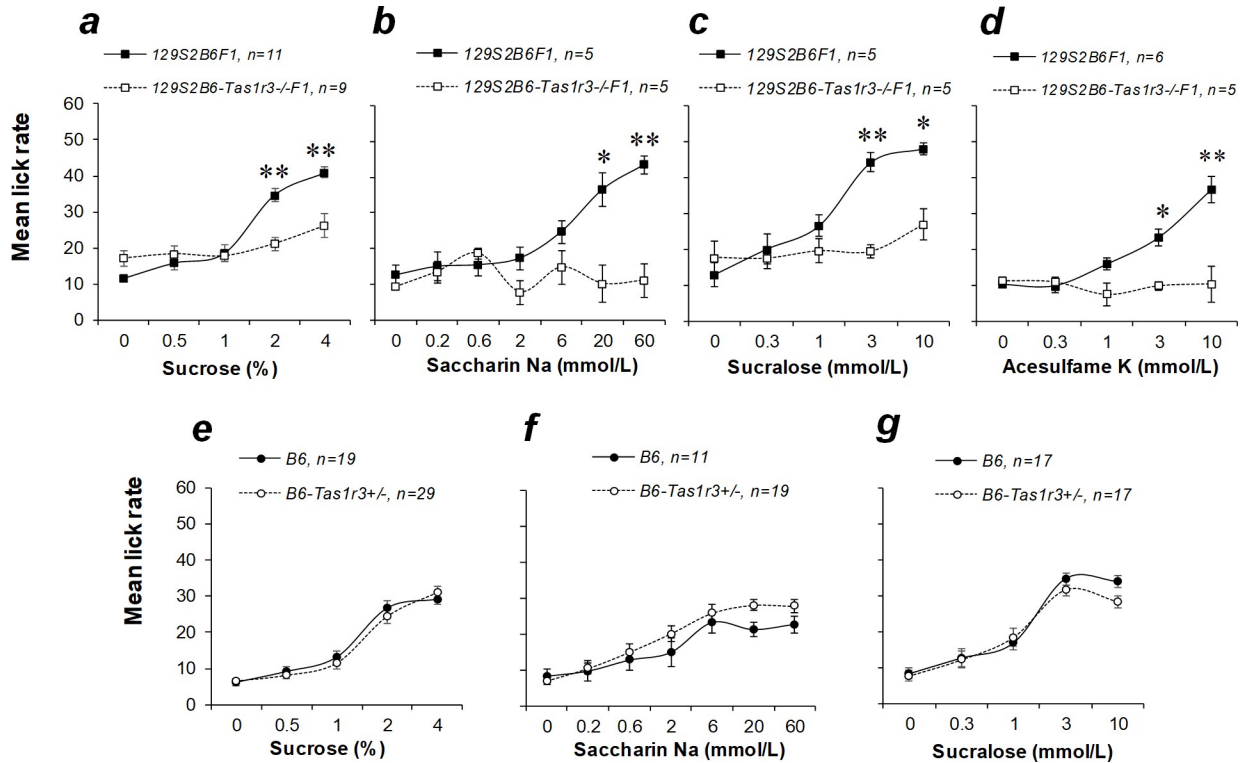 a
129S2B6F1, n=11
129S2B6-Tas1r3-/-F1, n=9
Mean lick rate
60
50
40
30
20
10
0
** **
0 0.5 1 2 4
Sucrose (%)
b
129S2B6F1, n=5
129S2B6-Tas1r3-/-F1, n=5
* **
0 0.2 0.6 2 6 20 60
Saccharin Na (mmol/L)
c
129S2B6F1, n=5
129S2B6-Tas1r3-/-F1, n=5
** *
0 0.3 1 3 10
Sucralose (mmol/L)
d
129S2B6F1, n=6
129S2B6-Tas1r3-/-F1, n=5
* **
0 0.3 1 3 10
Acesulfame K (mmol/L)
e
B6, n=19
B6-Tas1r3+/-, n=29
Mean lick rate
60
50
40
30
20
10
0
0 0.5 1 2 4
Sucrose (%)
f
B6, n=11
B6-Tas1r3+/-, n=19
0 0.2 0.6 2 6 20 60
Saccharin Na (mmol/L)
g
B6, n=17
B6-Tas1r3+/-, n=17
0 0.3 1 3 10
Sucralose (mmol/L)